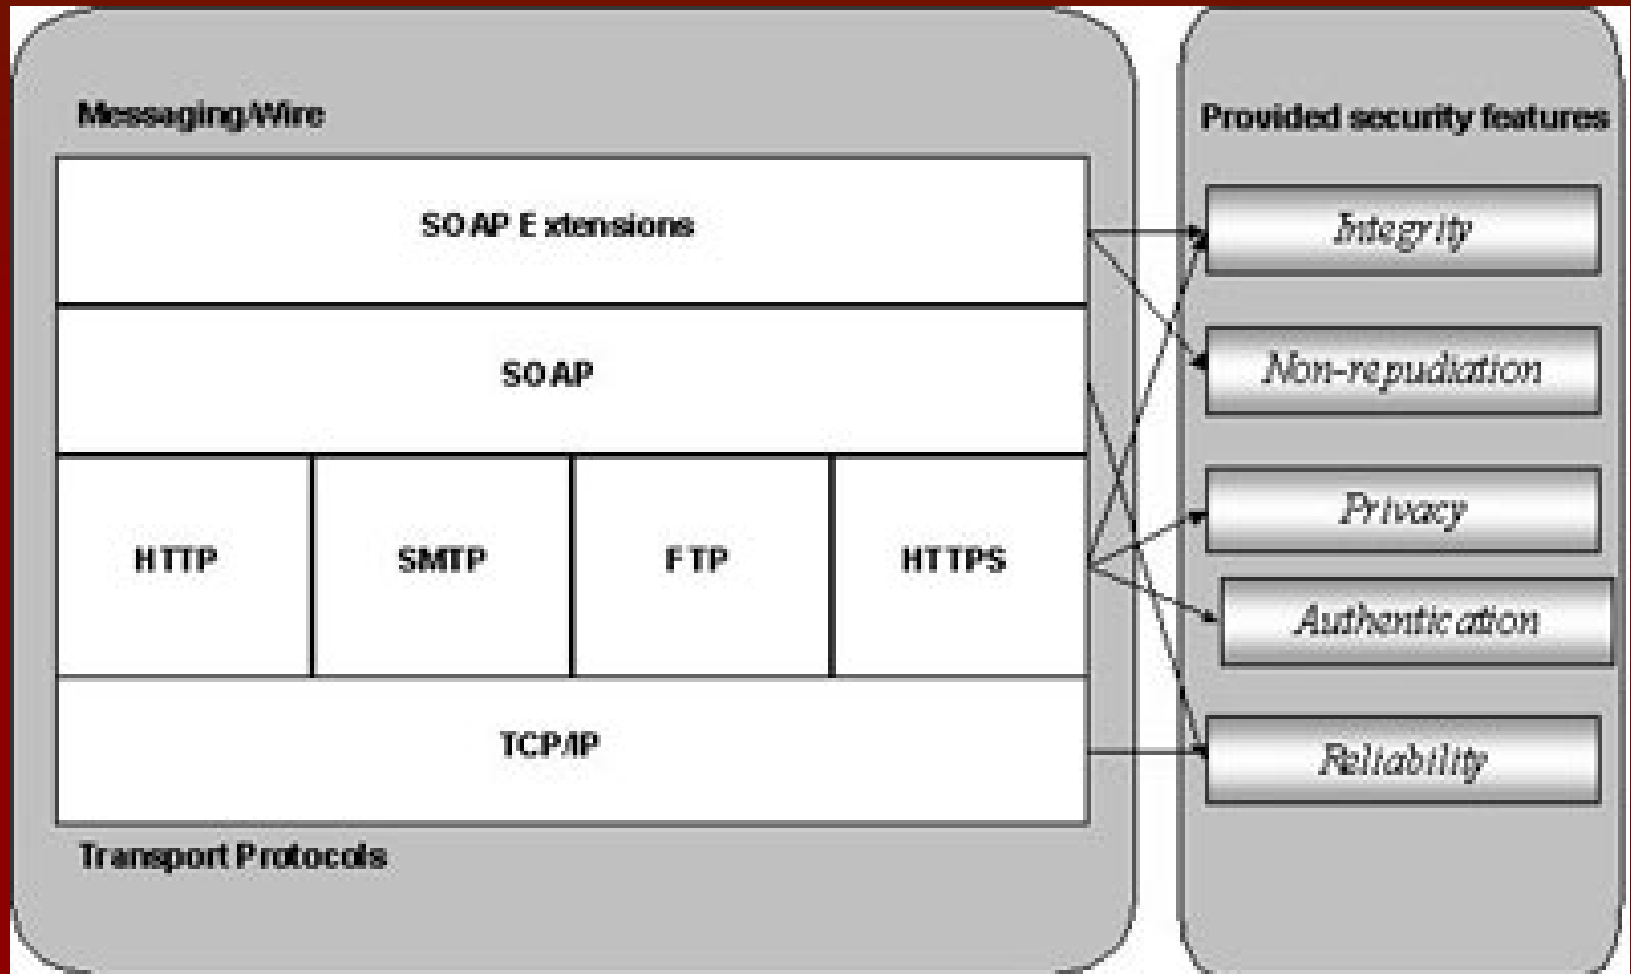 Messaging/Wire
SOAP Extensions
SOAP
HTTP
SMTP
FTP
HTTPS
TCP/IP
Transport Protocols
Provided security features
Integrity
Non-repudiation
Privacy
Authentication
Reliability